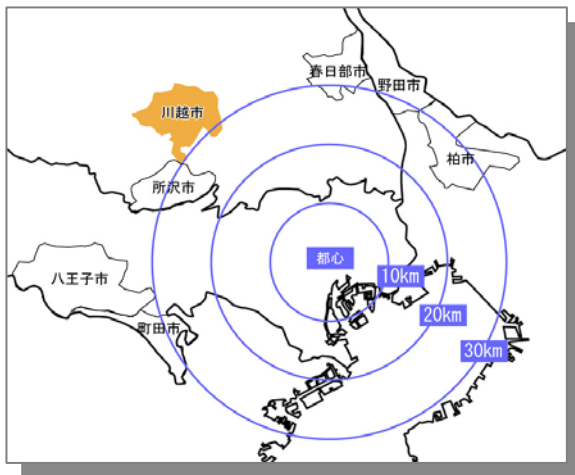 春日部市
野田市
川越市
柏市
所沢市
都心
10km
八王子市
20km
町田市
30km